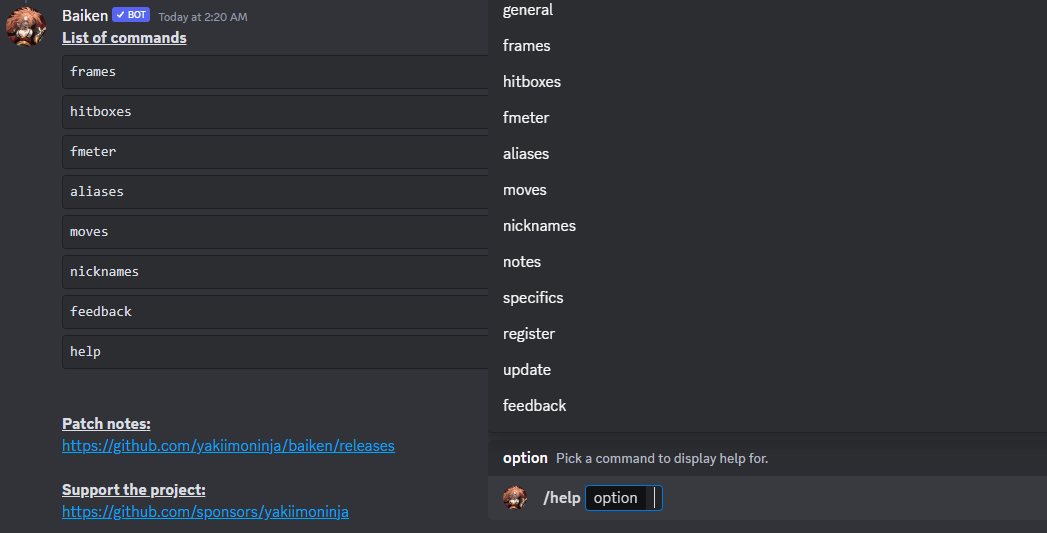 Baiken ✓ BOT Today at 2:20 AM
List of commands
frames
hitboxes
fmeter
aliases
moves
nicknames
feedback
help
Patch notes:
https://github.com/yakiimoninja/baiken/releases
Support the project:
https://github.com/sponsors/yakiimoninja
general
frames
hitboxes
fmeter
aliases
moves
nicknames
notes
specifics
register
update
feedback
option Pick a command to display help for.
/help option